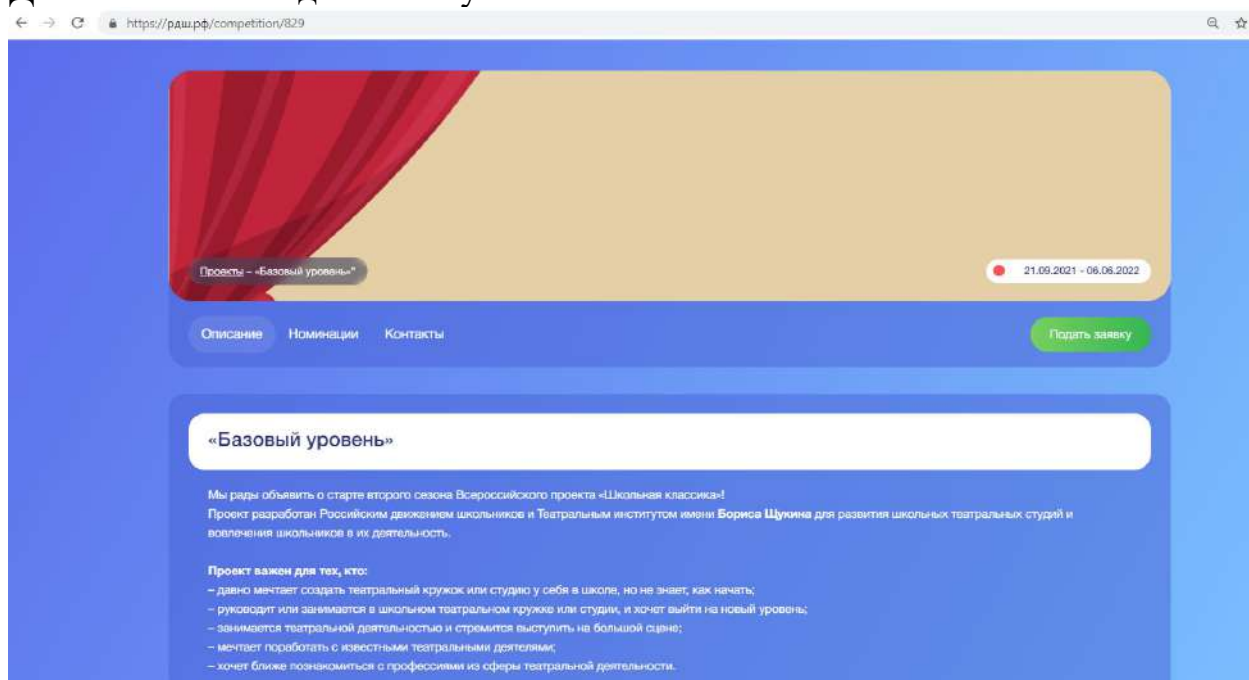 https://рдш.рф/competition/829
Проекты – «Базовый уровень»"
21.09.2021 - 06.06.2022
Описание Номинации Контакты Подать заявку
«Базовый уровень»
Мы рады объявить о старте второго сезона Всероссийского проекта «Школьная классика»!
Проект разработан Российским движением школьников и Театральным институтом имени Бориса Щукина для развития школьных театральных студий и
вовлечения школьников в их деятельность.
Проект важен для тех, кто:
– давно мечтает создать театральный кружок или студию у себя в школе, но не знает, как начать;
– руководит или занимается в школьном театральном кружке или студии, и хочет выйти на новый уровень;
– занимается театральной деятельностью и стремится выступить на большой сцене;
– мечтает поработать с известными театральными деятелями;
– хочет ближе познакомиться с профессиями из сферы театральной деятельности.